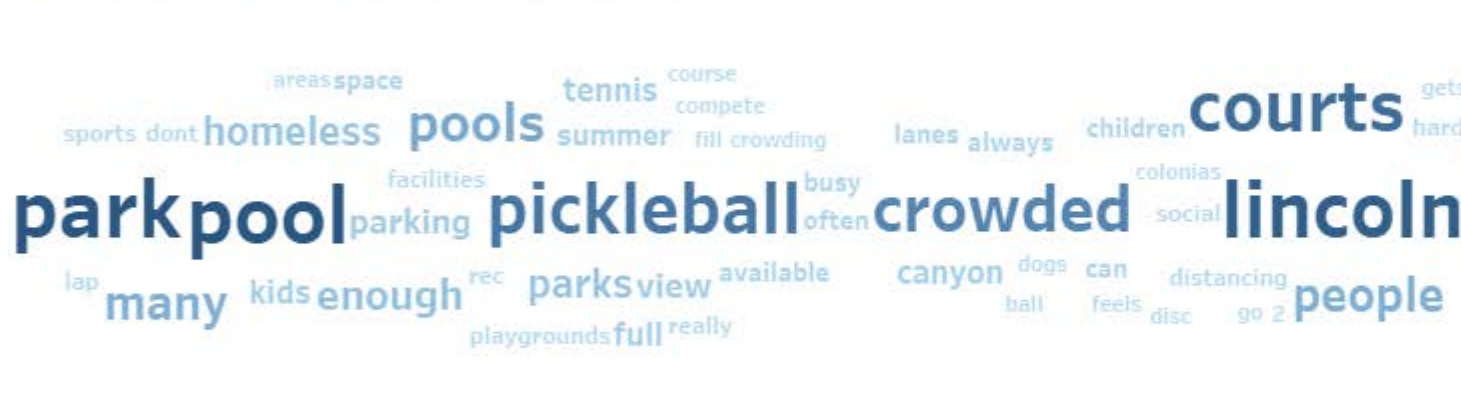 areas space tennis course
compete
sports dont homeless pools summer fill crowding lanes always children courts gets
hard
facilities busy colonias
park pool parking pickleball often crowded social lincoln
lap many kids enough rec parks view available canyon dogs can distancing people
ball feels disc go 2
playgrounds full really